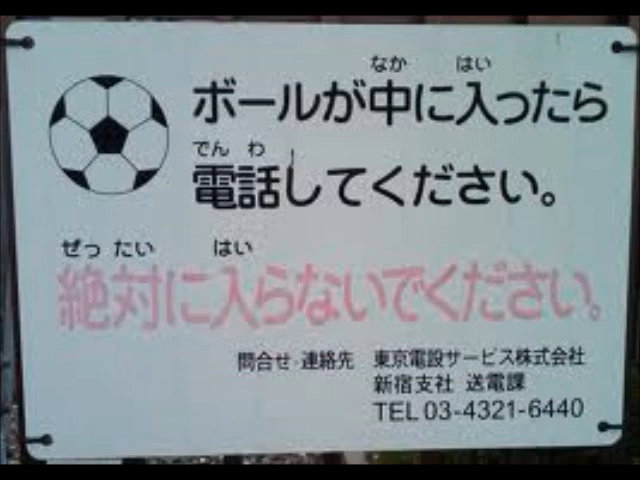 なか はい
ボールが中に入ったら
でん わ
電話してください。
ぜっ たい はい
絶対に入らないでください。
問合せ・連絡先 東京電設サービス株式会社
新宿支社 送電課
TEL 03-4321-6440